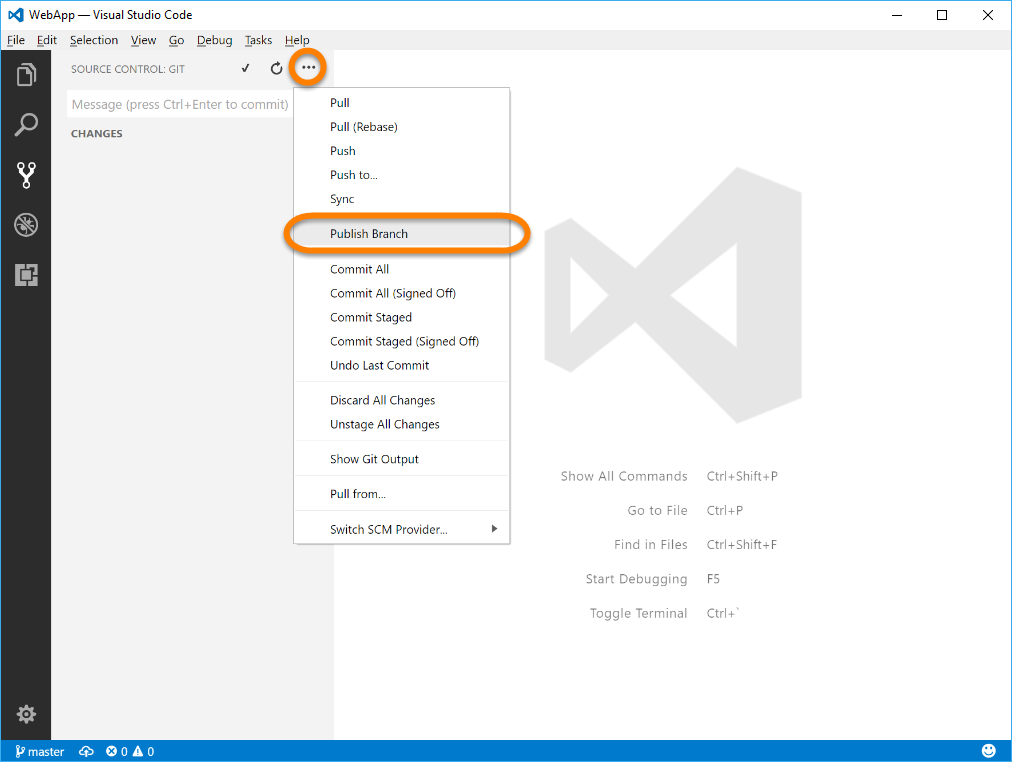 WebApp — Visual Studio Code
File Edit Selection View Go Debug Tasks Help
SOURCE CONTROL: GIT
Message (press Ctrl+Enter to commit)
CHANGES
Pull
Pull (Rebase)
Push
Push to...
Sync
Publish Branch
Commit All
Commit All (Signed Off)
Commit Staged
Commit Staged (Signed Off)
Undo Last Commit
Discard All Changes
Unstage All Changes
Show Git Output
Pull from...
Switch SCM Provider...
Show All Commands Ctrl+Shift+P
Go to File Ctrl+P
Find in Files Ctrl+Shift+F
Start Debugging F5
Toggle Terminal Ctrl+`
master 0 0